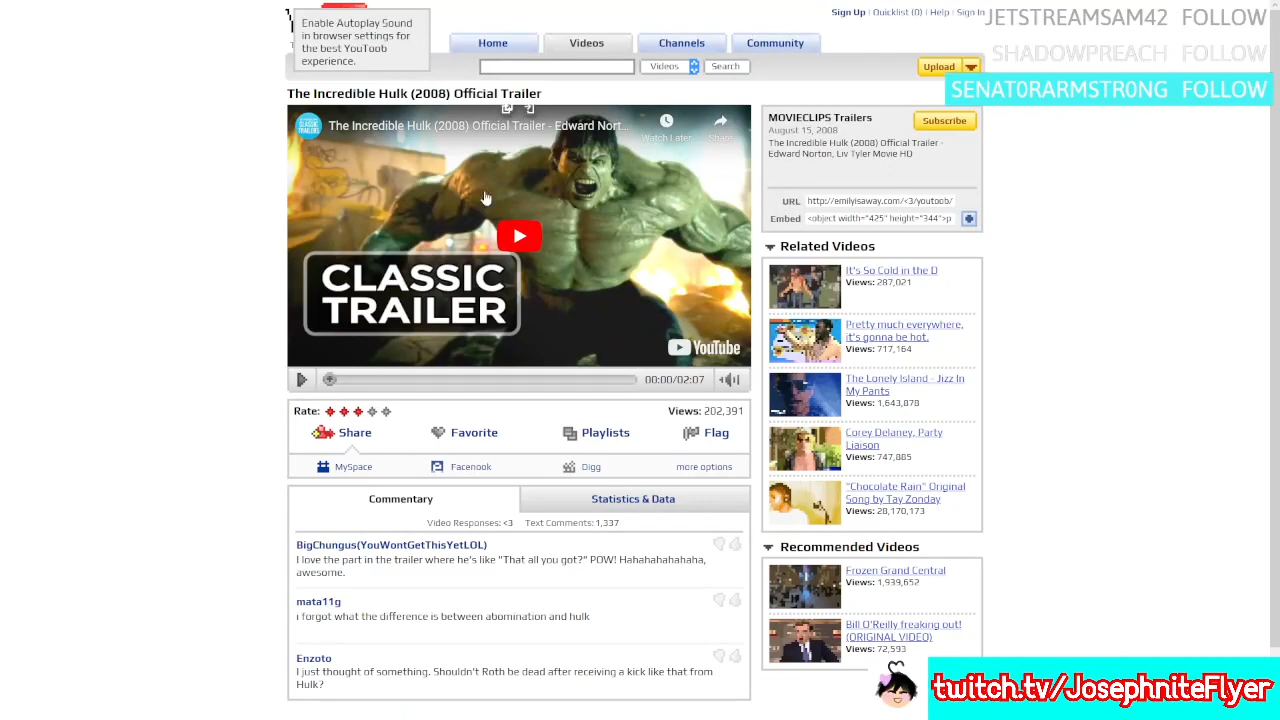 Enable Autoplay Sound
in browser settings for
the best YouToob
experience.
Sign Up | Quicklist (0) | Help | Sign In
JETSTREAMSAM42 FOLLOW
SHADOWPREACH FOLLOW
SENAT0RARMSTR0NG FOLLOW
Home
Videos
Channels
Community
Videos
Search
Upload
The Incredible Hulk (2008) Official Trailer
CLASSIC
TRAILERS
The Incredible Hulk (2008) Official Trailer - Edward Nort...
Watch Later
Share
CLASSIC
TRAILER
YouTube
00:00/02:07
Rate:
Views: 202,391
Share
Favorite
Playlists
Flag
MySpace
Facenook
Digg
more options
Commentary
Statistics & Data
Video Responses: <3 Text Comments: 1,337
BigChungus(YouWontGetThisYetLOL)
I love the part in the trailer where he's like "That all you got?" POW! Hahahahahahaha,
awesome.
mata11g
i forgot what the difference is between abomination and hulk
Enzoto
I just thought of something. Shouldn't Roth be dead after receiving a kick like that from
Hulk?
MOVIECLIPS Trailers
August 15, 2008
Subscribe
The Incredible Hulk (2008) Official Trailer -
Edward Norton, Liv Tyler Movie HD
URL http://emilyisaway.com/<3/youtoob/
Embed <object width="425" height="344">p
Related Videos
It's So Cold in the D
Views: 287,021
Pretty much everywhere,
it's gonna be hot.
Views: 717,164
The Lonely Island - Jizz In
My Pants
Views: 1,643,878
Corey Delaney, Party
Liaison
Views: 747,885
"Chocolate Rain" Original
Song by Tay Zonday
Views: 28,170,173
Recommended Videos
Frozen Grand Central
Views: 1,939,652
Bill O'Reilly freaking out!
(ORIGINAL VIDEO)
Views: 72,593
twitch.tv/JosephniteFlyer